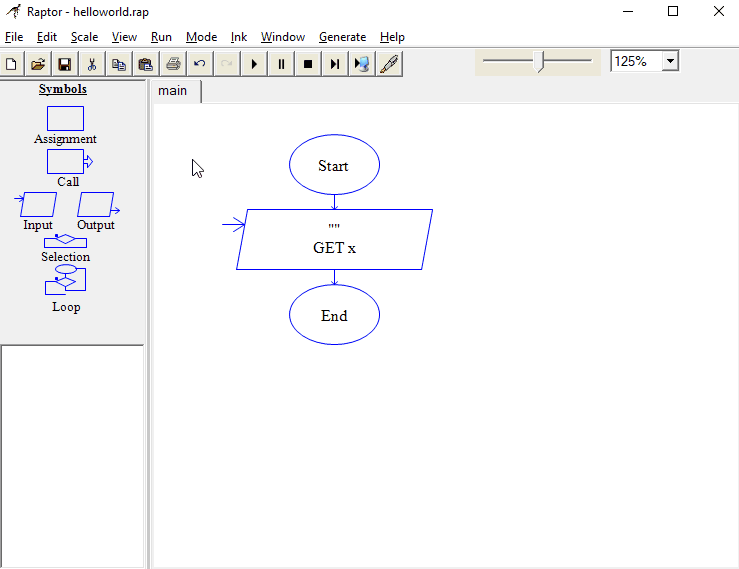 Raptor - helloworld.rap
File Edit Scale View Run Mode Ink Window Generate Help
125%
Symbols
Assignment
Call
Input Output
Selection
Loop
main
Start
""
GET x
End